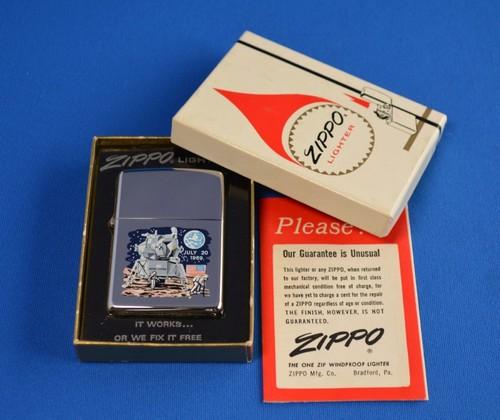 ZIPPO
LIGHTER
ZIPPO LIGHT
JULY 20
1969
IT WORKS...
OR WE FIX IT FREE
Please!
Our Guarantee is Unusual
This lighter or any ZIPPO, when returned
to our factory, will be put in first class
mechanical condition free of charge, for
we have yet to charge a cent for the repair
of a ZIPPO regardless of age or condition.
THE FINISH, HOWEVER, IS NOT
GUARANTEED.
ZIPPO®
THE ONE ZIP WINDPROOF LIGHTER
ZIPPO Mfg. Co. Bradford, Pa.